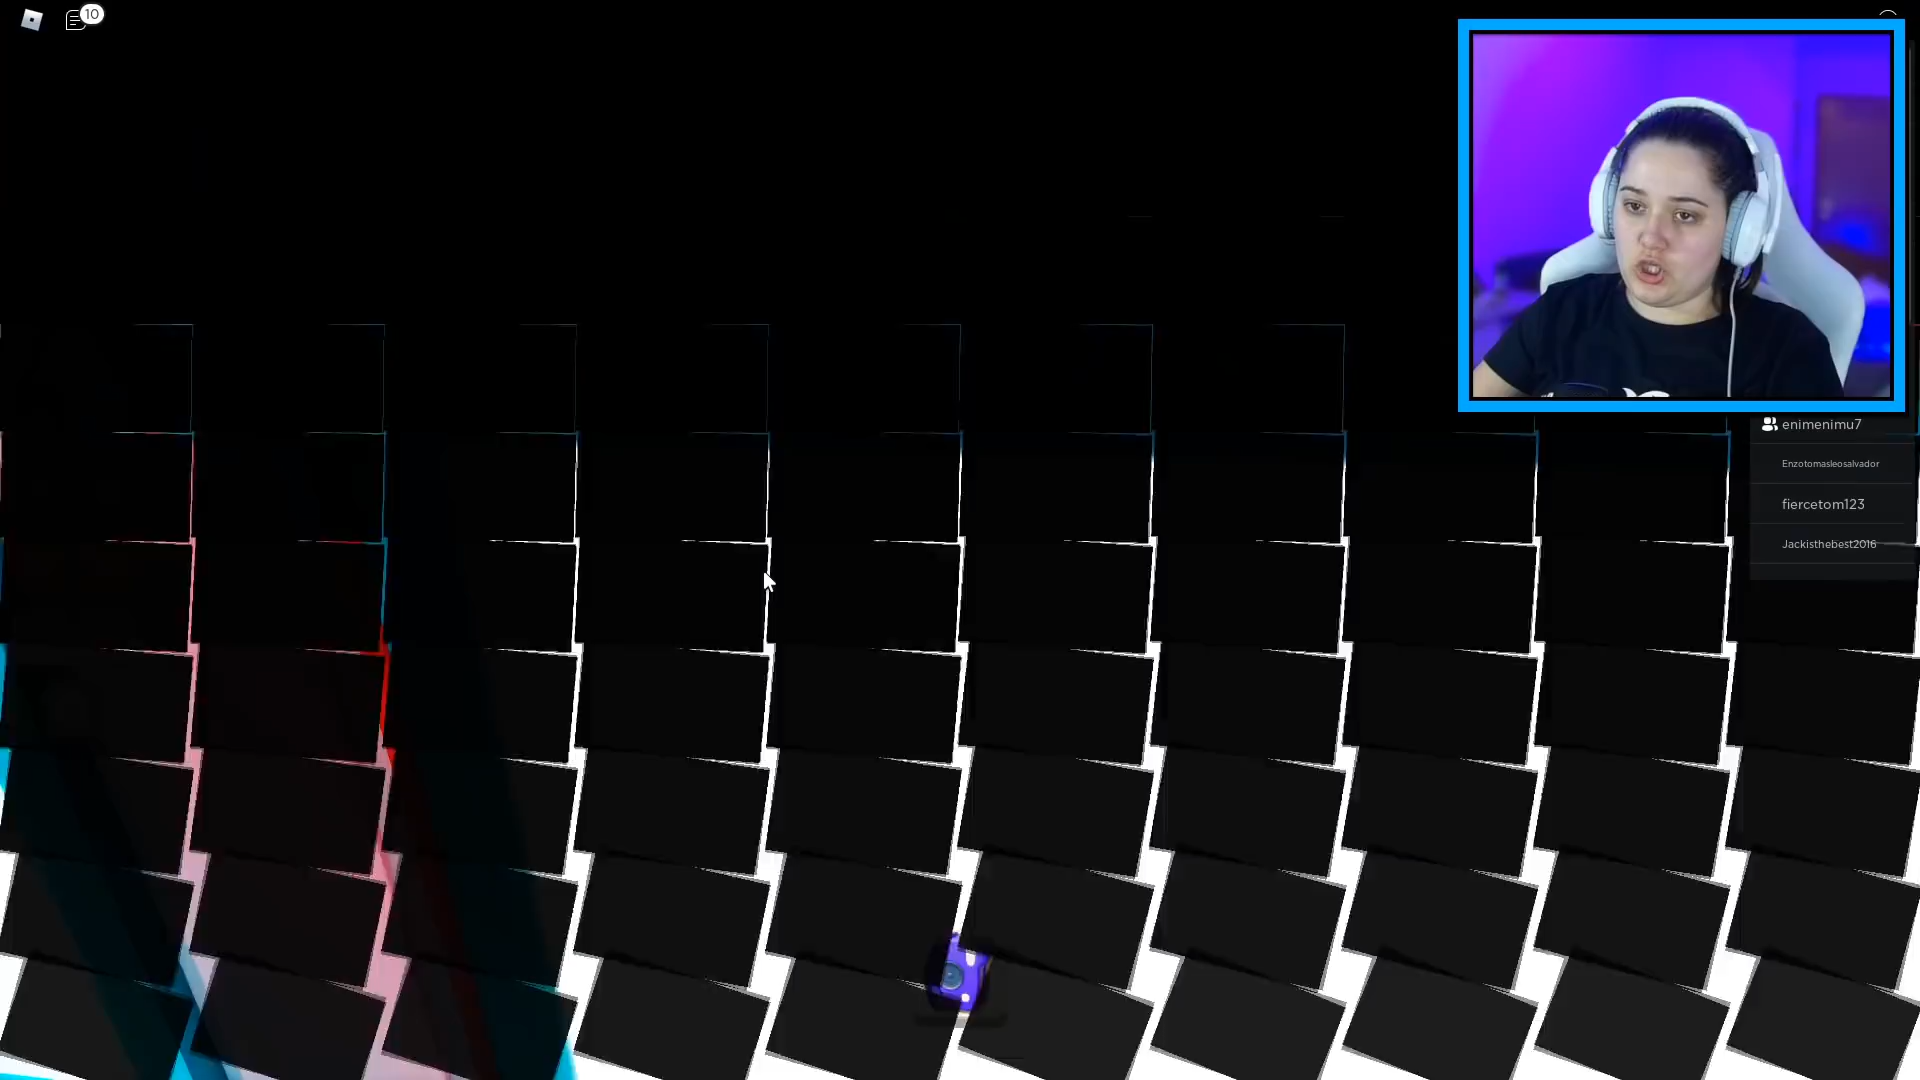 10
enimenimu7
Enzotomasleosalvador
fiercetom123
Jackisthebest2016